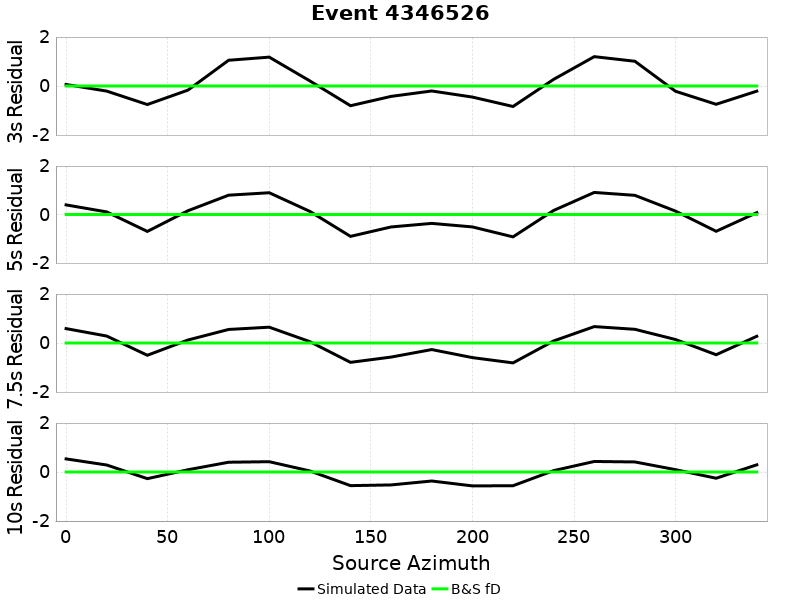 Event 4346526
3s Residual
2
0
-2
5s Residual
2
0
-2
7.5s Residual
2
0
-2
10s Residual
2
0
-2
0 50 100 150 200 250 300
Source Azimuth
Simulated Data B&S fD